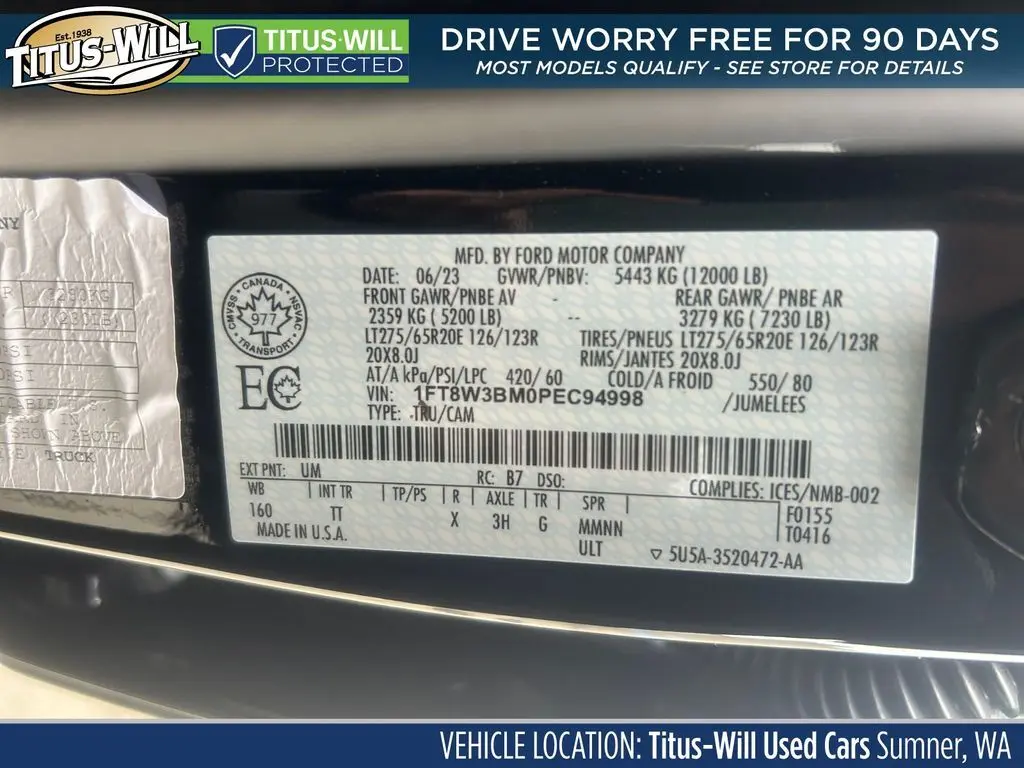 Est. 1938
TITUS-WILL
TITUS-WILL
PROTECTED
DRIVE WORRY FREE FOR 90 DAYS
MOST MODELS QUALIFY - SEE STORE FOR DETAILS
NY
3280KG
TRUCK
SHOWN ABOVE
MFD. BY FORD MOTOR COMPANY
DATE: 06/23 GVWR/PNBV: 5443 KG (12000 LB)
FRONT GAWR/PNBE AV - REAR GAWR/ PNBE AR
2359 KG ( 5200 LB) -- 3279 KG ( 7230 LB)
LT275/65R20E 126/123R TIRES/PNEUS LT275/65R20E 126/123R
20X8.0J RIMS/JANTES 20X8.0J
AT/A kPa/PSI/LPC 420/ 60 COLD/A FROID 550/ 80
VIN: 1FT8W3BM0PEC94998 /JUMELEES
TYPE: TRU/CAM
CMVSS · CANADA · NSVAC · TRANSPORT ·
977
EC
EXT PNT: UM RC: B7 DSO: COMPLIES: ICES/NMB-002
WB | INT TR | TP/PS | R | AXLE | TR | SPR F0155
160 TT X 3H G MMNN T0416
MADE IN U.S.A. ULT ▽ 5U5A-3520472-AA
VEHICLE LOCATION: Titus-Will Used Cars Sumner, WA